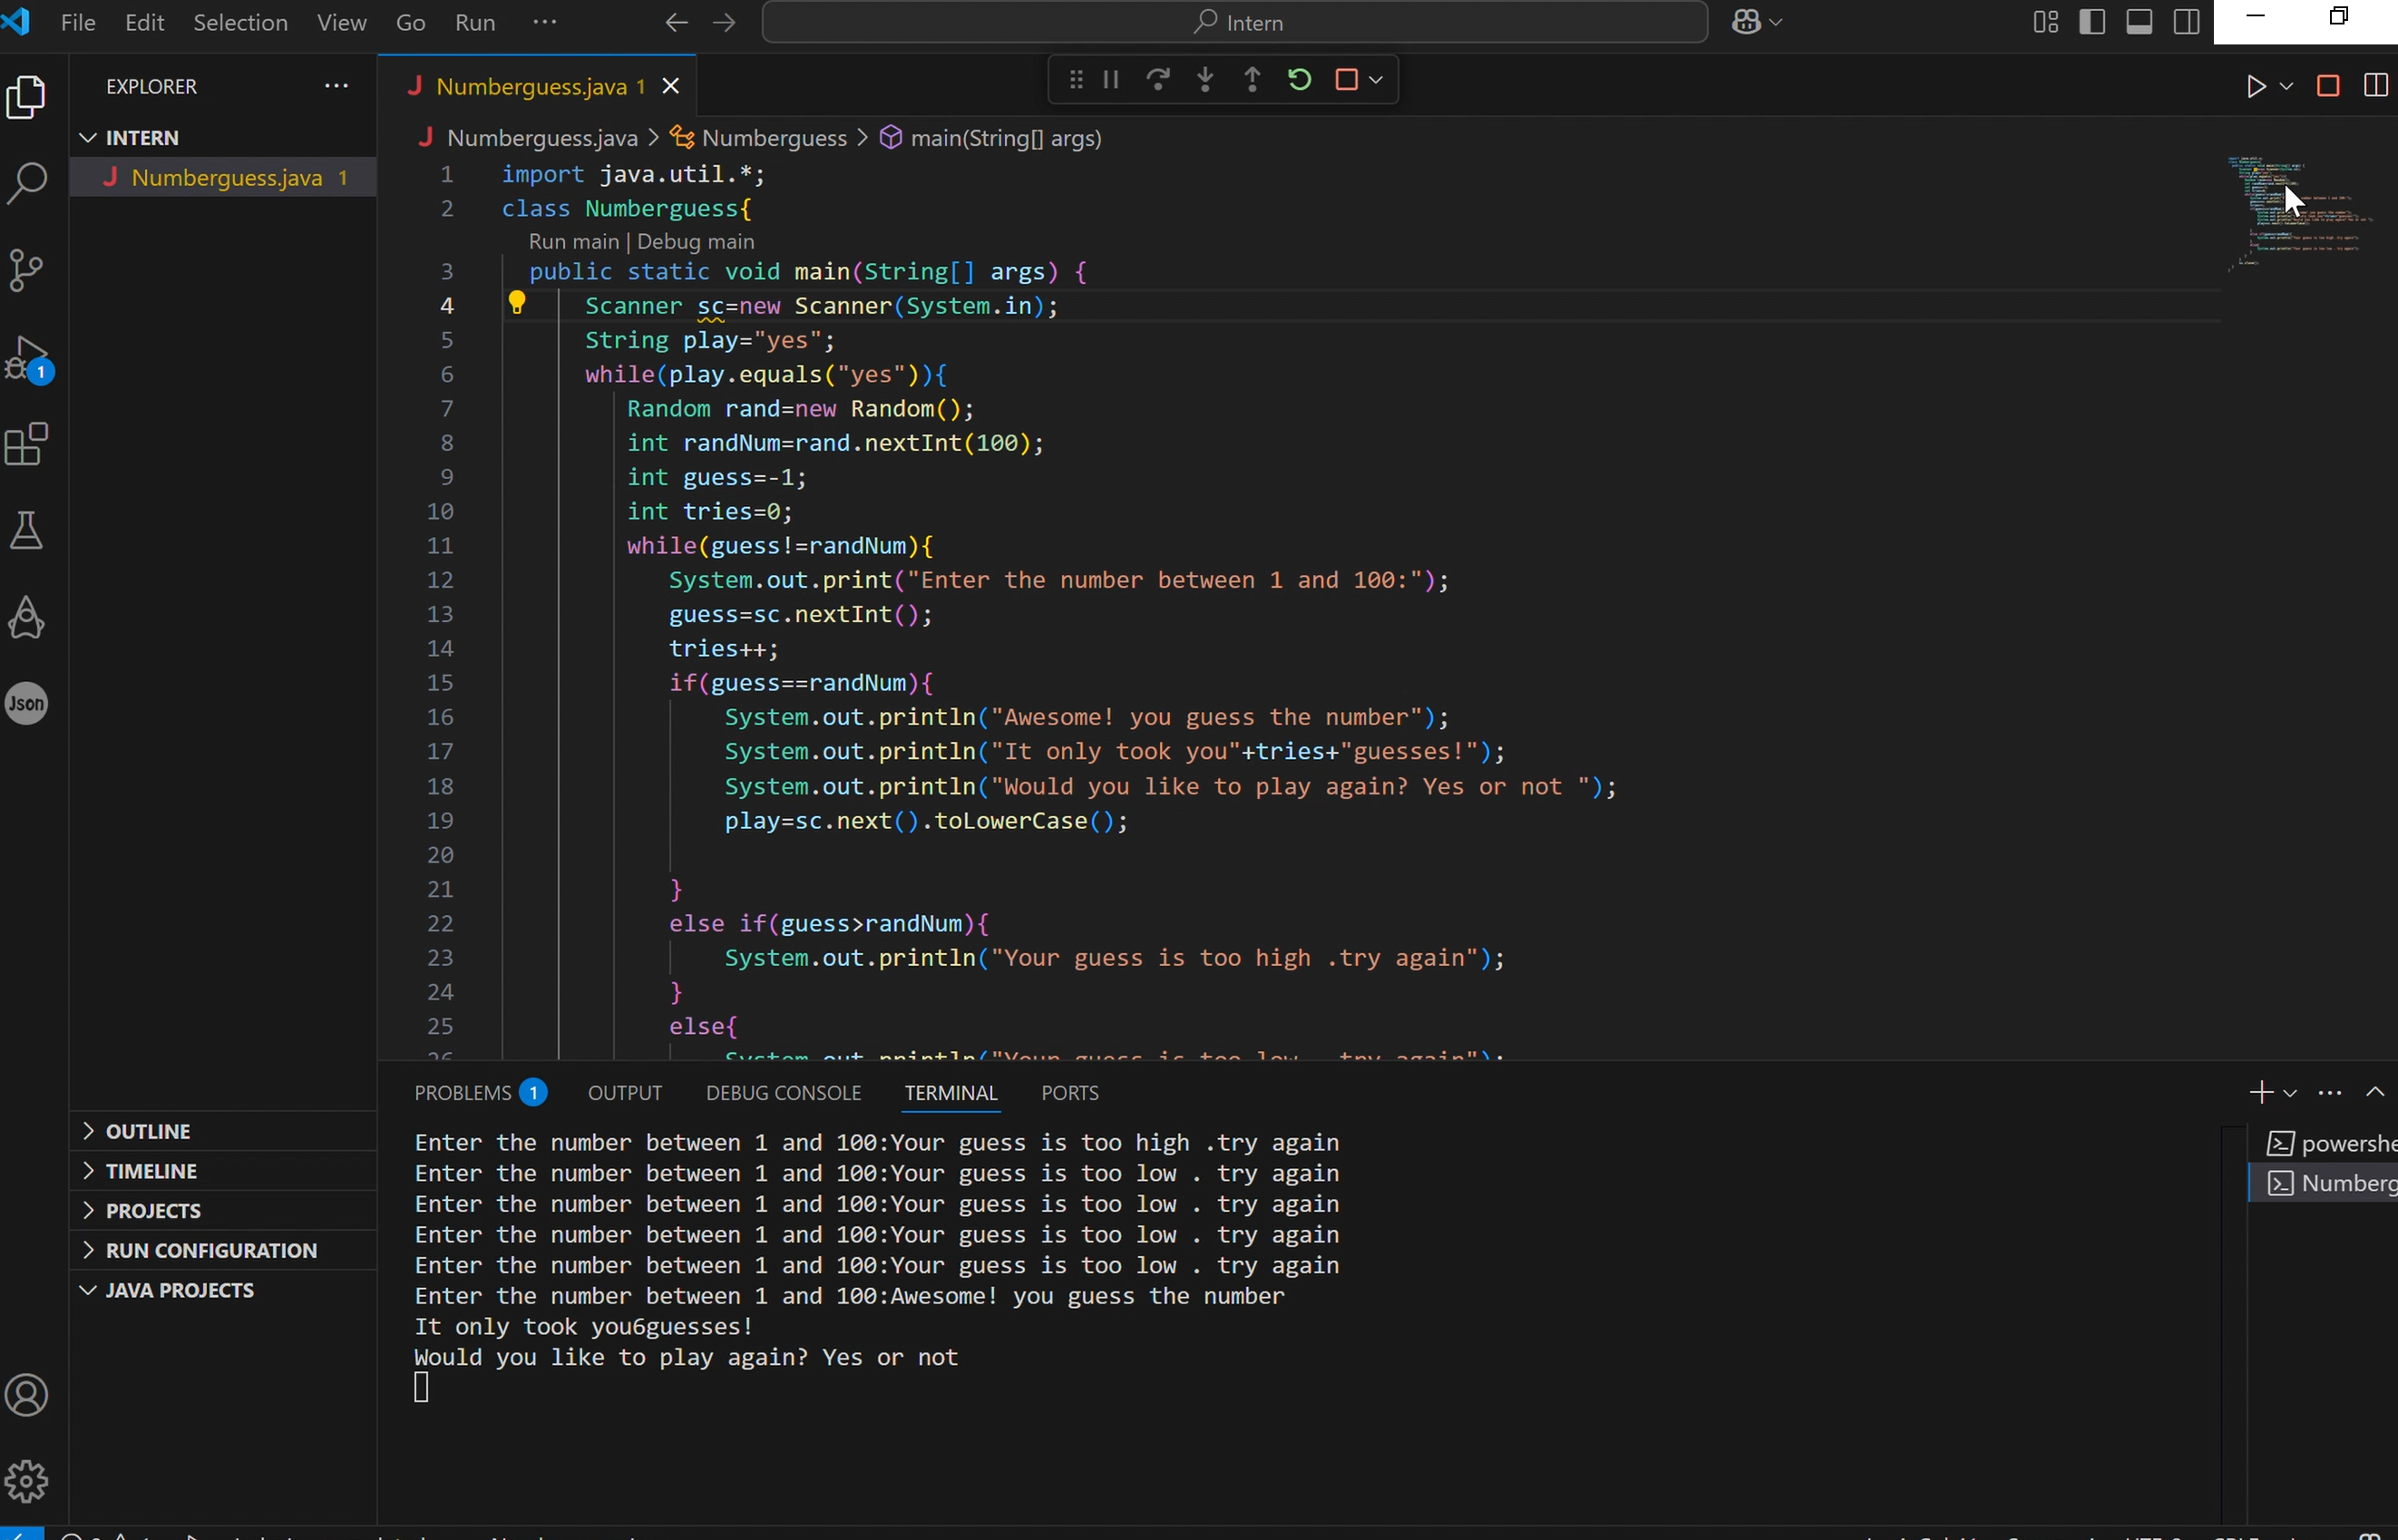 File Edit Selection View Go Run ···
Intern
EXPLORER ···
INTERN
Numberguess.java 1
1
Json
OUTLINE
TIMELINE
PROJECTS
RUN CONFIGURATION
JAVA PROJECTS
Numberguess.java 1
Numberguess.java > Numberguess > main(String[] args)
1 import java.util.*;
2 class Numberguess{
Run main | Debug main
3 public static void main(String[] args) {
4 Scanner sc=new Scanner(System.in);
5 String play="yes";
6 while(play.equals("yes")){
7 Random rand=new Random();
8 int randNum=rand.nextInt(100);
9 int guess=-1;
10 int tries=0;
11 while(guess!=randNum){
12 System.out.print("Enter the number between 1 and 100:");
13 guess=sc.nextInt();
14 tries++;
15 if(guess==randNum){
16 System.out.println("Awesome! you guess the number");
17 System.out.println("It only took you"+tries+"guesses!");
18 System.out.println("Would you like to play again? Yes or not ");
19 play=sc.next().toLowerCase();
20
21 }
22 else if(guess>randNum){
23 System.out.println("Your guess is too high .try again");
24 }
25 else{
26 System.out.println("Your guess is too low . try again");
PROBLEMS 1 OUTPUT DEBUG CONSOLE TERMINAL PORTS
Enter the number between 1 and 100:Your guess is too high .try again
Enter the number between 1 and 100:Your guess is too low . try again
Enter the number between 1 and 100:Your guess is too low . try again
Enter the number between 1 and 100:Your guess is too low . try again
Enter the number between 1 and 100:Your guess is too low . try again
Enter the number between 1 and 100:Awesome! you guess the number
It only took you6guesses!
Would you like to play again? Yes or not
powershe
Numberg